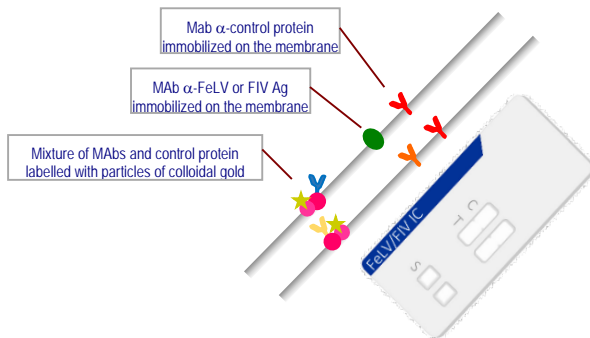 Mab α-control protein
immobilized on the membrane
MAb α-FeLV or FIV Ag
immobilized on the membrane
Mixture of MAbs and control protein
labelled with particles of colloidal gold
FeLV/FIV IC
C
T
S